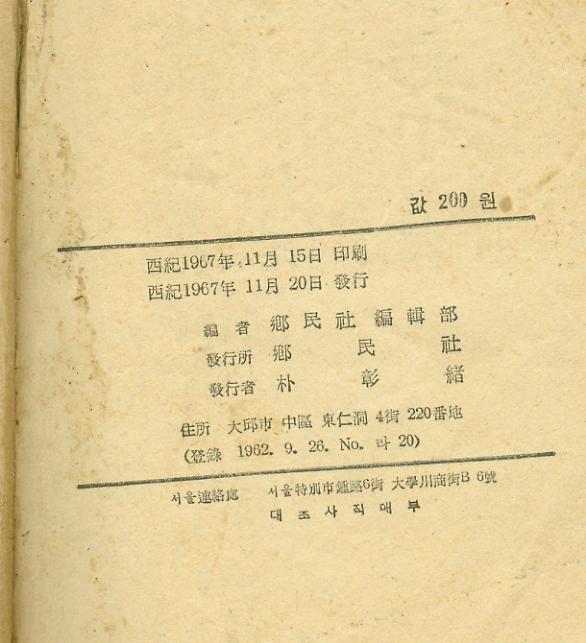 값 200 원
西紀1967年 11月 15日 印刷
西紀1967年 11月 20日 發行
編者 鄕民社 編輯部
發行所 鄕民社
發行者 朴彰緖
住所 大邱市 中區 東仁洞 4街 220番地
(登錄 1962. 9. 26. No. 라 20)
서울連絡處 서울特別市鍾路6街 大學川商街B 6號
대조사직매부